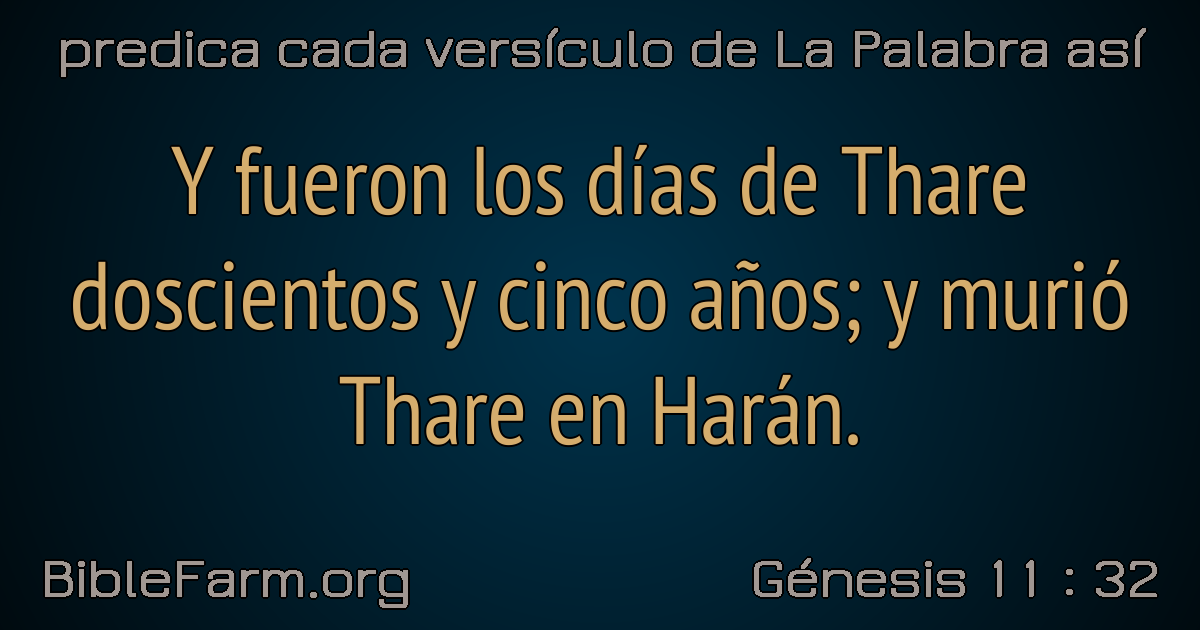 predica cada versículo de La Palabra así
Y fueron los días de Thare
doscientos y cinco años; y murió
Thare en Harán.
BibleFarm.org
Génesis 11 : 32